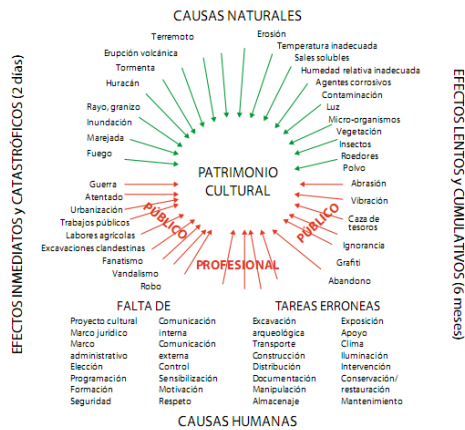 CAUSAS NATURALES
Terremoto
Erupción volcánica
Tormenta
Huracán
Rayo, granizo
Inundación
Marejada
Fuego
Erosión
Temperatura inadecuada
Sales solubles
Humedad relativa inadecuada
Agentes corrosivos
Contaminación
Luz
Micro-organismos
Vegetación
Insectos
Roedores
Polvo
EFECTOS INMEDIATOS y CATASTRÓFICOS (2 días)
PATRIMONIO
CULTURAL
EFECTOS LENTOS y CUMULATIVOS (6 meses)
Guerra
Atentado
Urbanización
Trabajos públicos
Labores agrícolas
Excavaciones clandestinas
Fanatismo
Vandalismo
Robo
PÚBLICO
PROFESIONAL
PÚBLICO
Abrasión
Vibración
Caza de
tesoros
Ignorancia
Grafiti
Abandono
FALTA DE
Proyecto cultural
Marco jurídico
Marco
administrativo
Elección
Programación
Formación
Seguridad
Comunicación
interna
Comunicación
externa
Control
Sensibilización
Motivación
Respeto
TAREAS ERRONEAS
Excavación
arqueológica
Transporte
Construcción
Distribución
Documentación
Manipulación
Almacenaje
Exposición
Apoyo
Clima
Iluminación
Intervención
Conservación/
restauración
Mantenimiento
CAUSAS HUMANAS